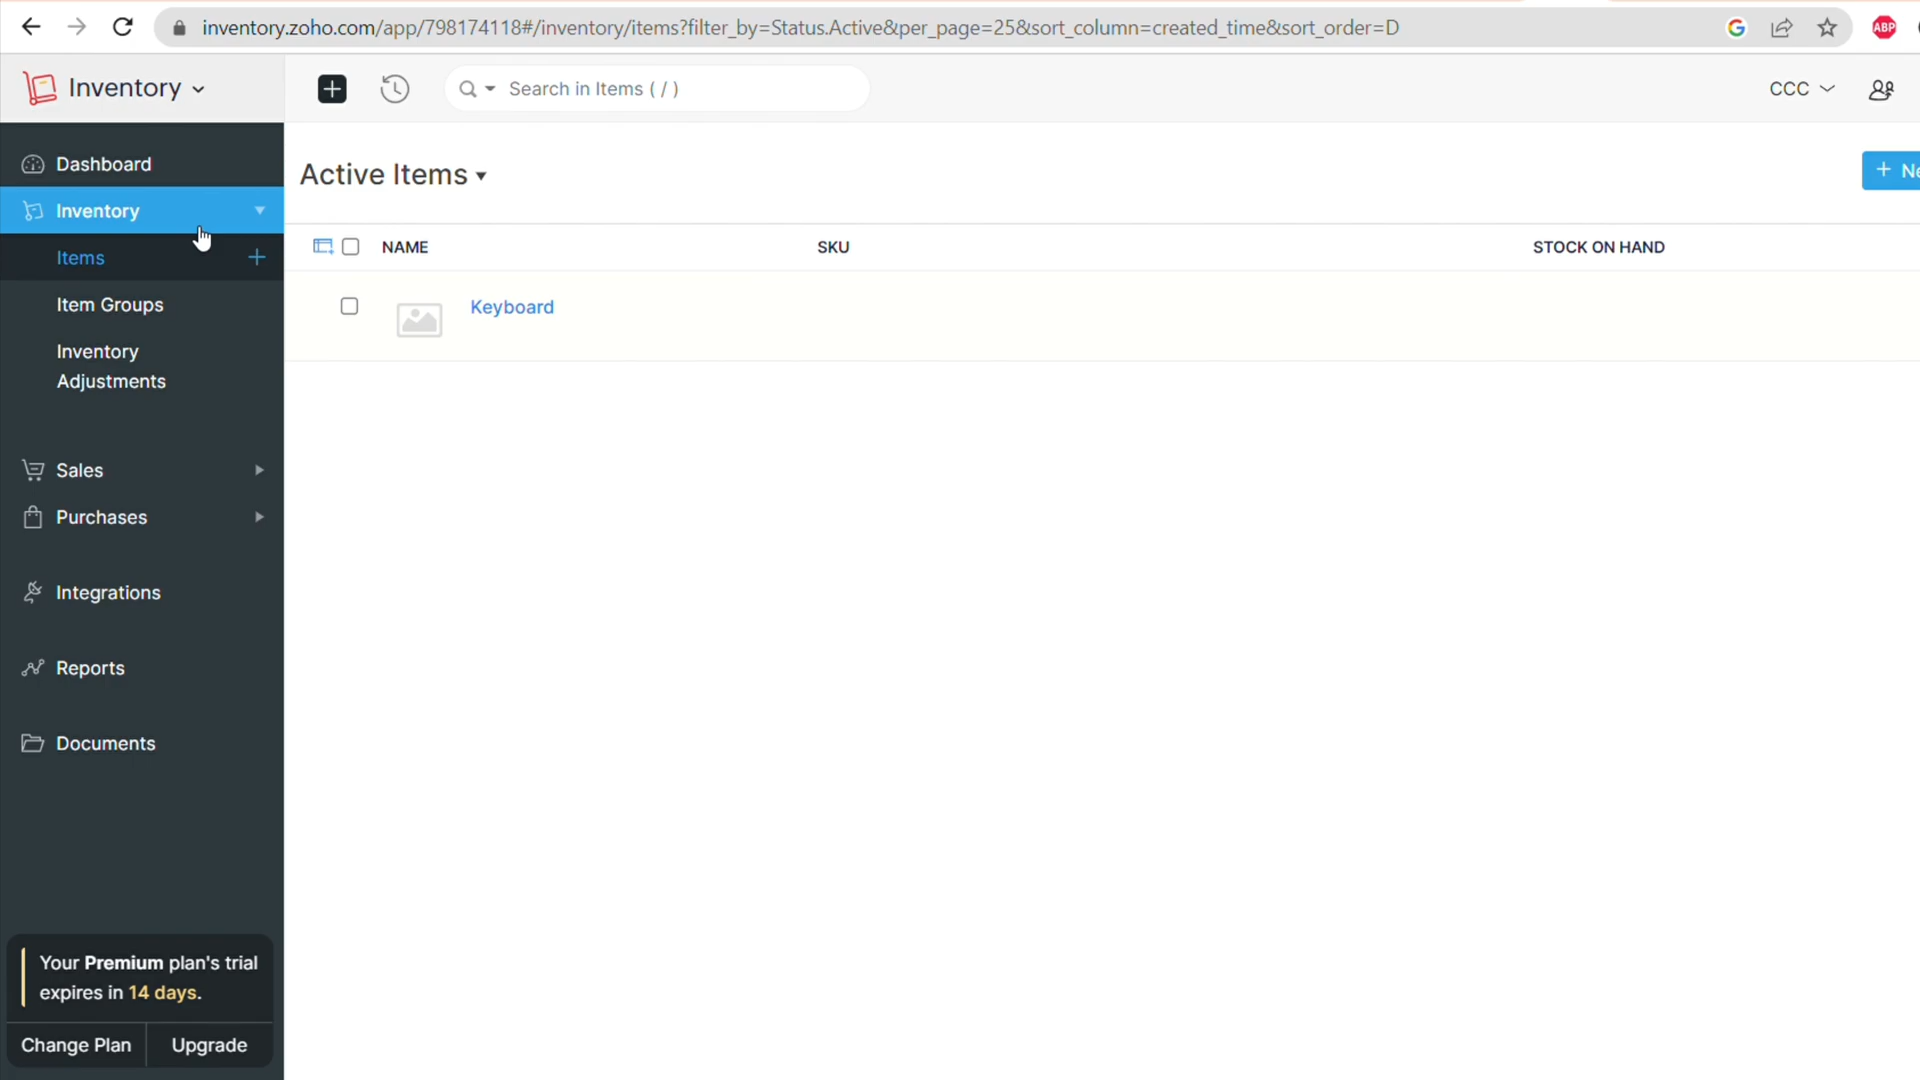 inventory.zoho.com/app/798174118#/inventory/items?filter_by=Status.Active&per_page=25&sort_column=created_time&sort_order=D
ABP
Inventory
Search in Items ( / )
CCC
Dashboard
Inventory
Items
Item Groups
Inventory
Adjustments
Sales
Purchases
Integrations
Reports
Documents
Your Premium plan's trial
expires in 14 days.
Change Plan
Upgrade
Active Items
+ Ne
NAME
SKU
STOCK ON HAND
Keyboard